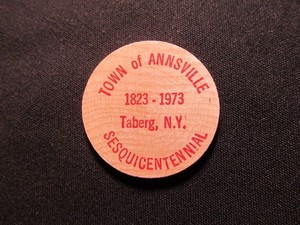 TOWN of ANNSVILLE
1823 - 1973
Taberg, N.Y.
SESQUICENTENNIAL